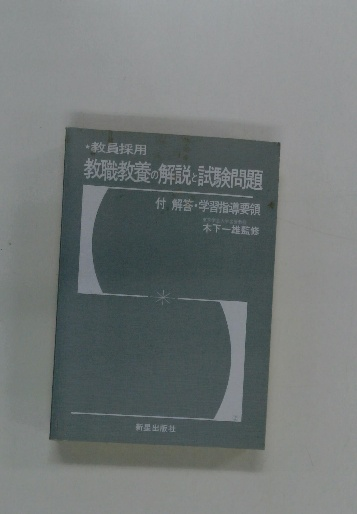 ★教員採用
教職教養の解説と試験問題
付 解答・学習指導要領
木下一雄監修
新星出版社